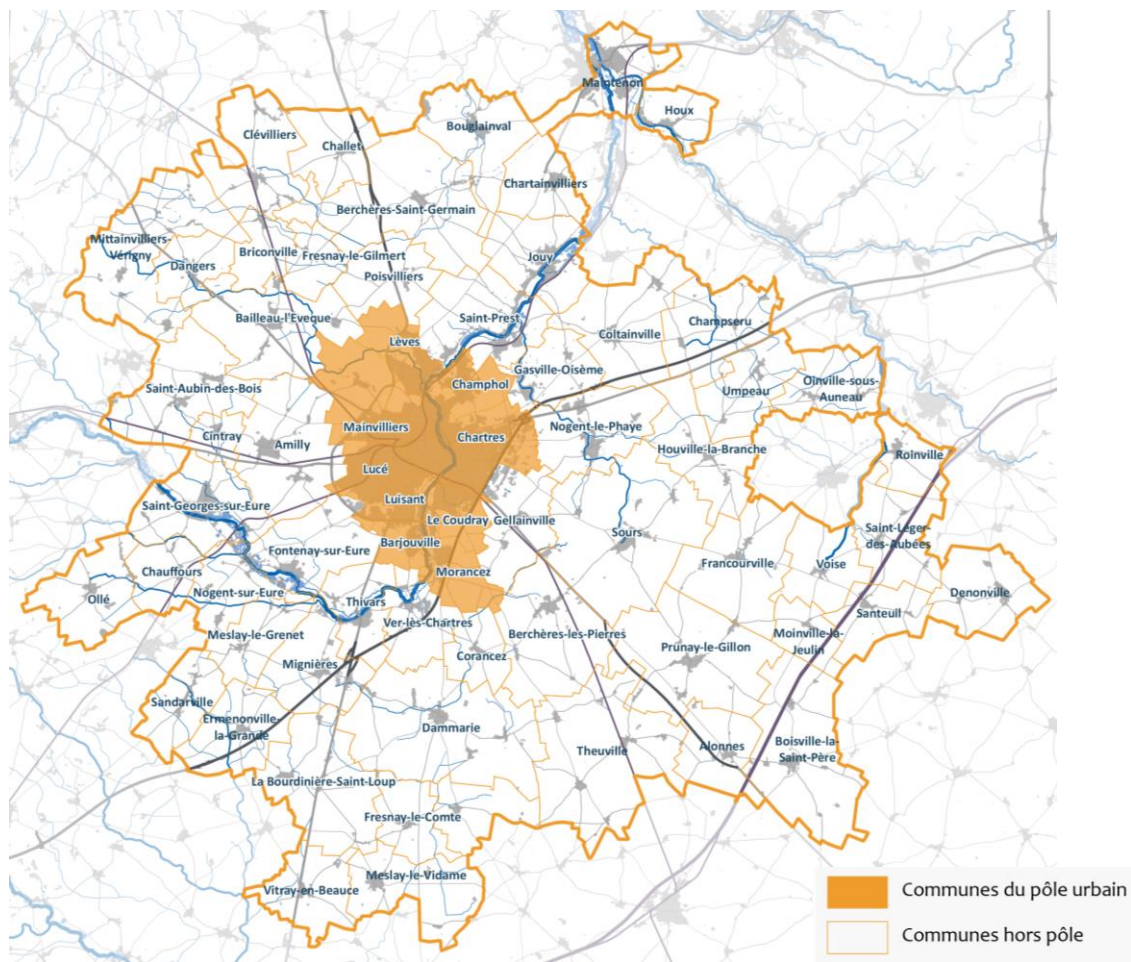 Maintenon
Houx
Clévilliers
Bouglainval
Challet
Chartainvilliers
Berchères-Saint-Germain
Mittainvilliers-
Vérigny
Briconville
Fresnay-le-Gilmert
Jouy
Dangers
Poisvilliers
Bailleau-l'Eveque
Saint-Prest
Champseru
Coltainville
Lèves
Gasville-Oisème
Saint-Aubin-des-Bois
Champhol
Umpeau
Oinville-sous-
Auneau
Mainvilliers
Nogent-le-Phaye
Cintray
Amilly
Chartres
Houville-la-Branche
Roinville
Lucé
Luisant
Saint-Georges-sur-Eure
Le Coudray
Gellainville
Saint-Léger-
des-Aubées
Sours
Barjouville
Fontenay-sur-Eure
Francourville
Voise
Chauffours
Morancez
Nogent-sur-Eure
Denonville
Ollé
Thivars
Santeuil
Ver-lès-Chartres
Meslay-le-Grenet
Berchères-les-Pierres
Moinville-la-
Jeulin
Prunay-le-Gillon
Corancez
Mignières
Sandarville
Ermenonville-
la-Grande
Dammarie
Theuville
Alonnes
Boisville-la-
Saint-Père
La Bourdinière-Saint-Loup
Fresnay-le-Comte
Meslay-le-Vidame
Vitray-en-Beauce
Communes du pôle urbain
Communes hors pôle